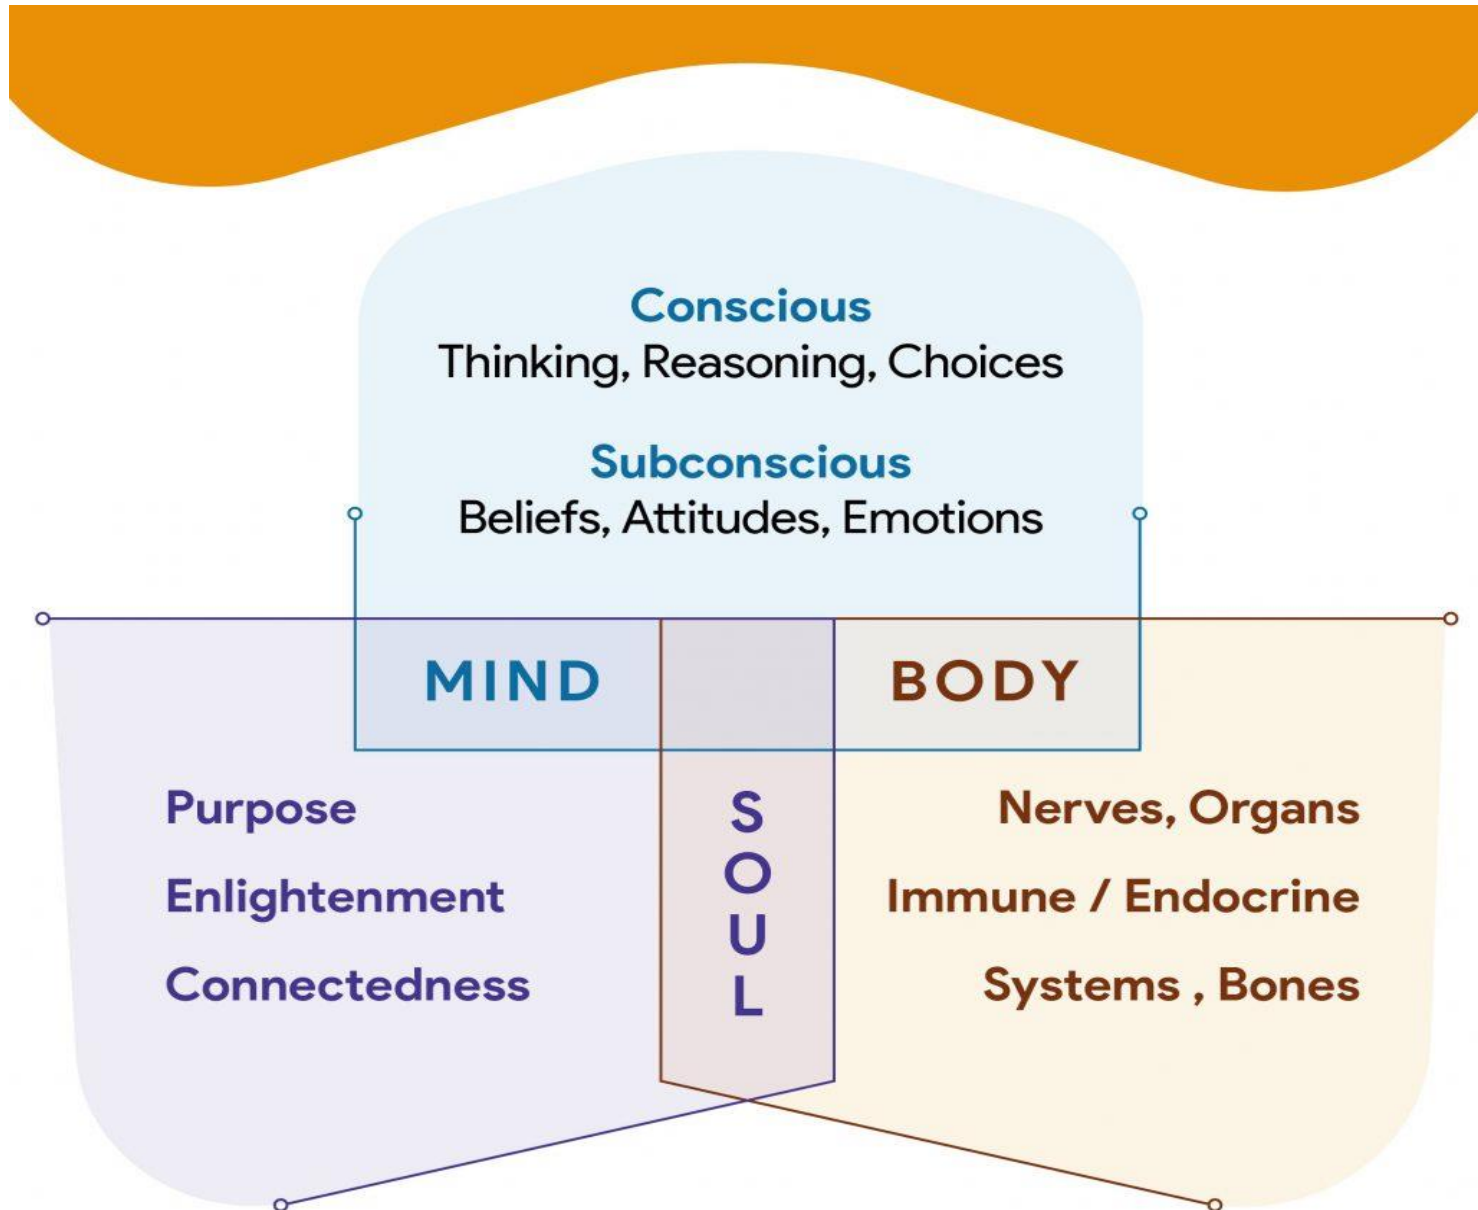 Conscious
Thinking, Reasoning, Choices
Subconscious
Beliefs, Attitudes, Emotions
MIND
BODY
SOUL
Purpose
Enlightenment
Connectedness
Nerves, Organs
Immune / Endocrine
Systems , Bones